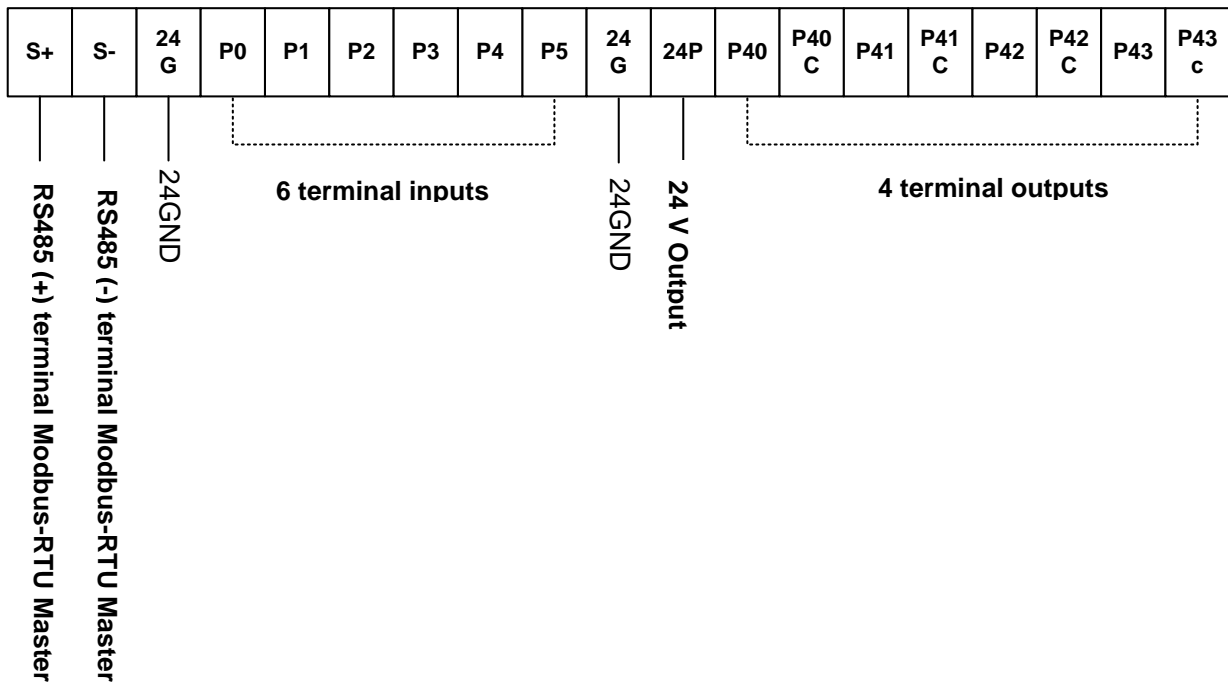 S+ S- 24 G P0 P1 P2 P3 P4 P5 24 G 24P P40 P40 C P41 P41 C P42 P42 C P43 P43 c
RS485 (+) terminal Modbus-RTU Master
RS485 (-) terminal Modbus-RTU Master
24GND
6 terminal inputs
24GND
24 V Output
4 terminal outputs